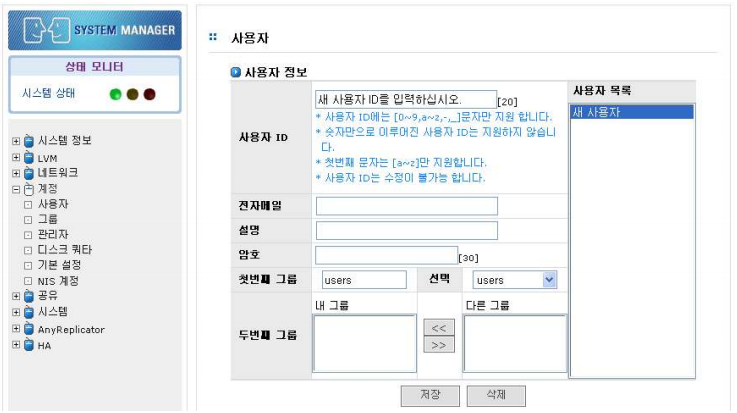 SYSTEM MANAGER
상태 모니터
시스템 상태
시스템 정보
LVM
네트워크
계정
사용자
그룹
관리자
디스크 쿼타
기본 설정
NIS 계정
공유
시스템
AnyReplicator
HA
사용자
사용자 정보
사용자 ID
새 사용자 ID을 입력하십시오.
[20]
* 사용자 ID에는 [0~9,a~z,-,_]문자만 지원 합니다.
* 숫자만으로 이루어진 사용자 ID는 지원하지 않습니
다.
* 첫번째 문자는 [a~z]만 지원합니다.
* 사용자 ID는 수정이 불가능 합니다.
전자메일
설명
암호
[30]
첫번째 그룹
users
선택
users
두번째 그룹
내 그룹
<<
>>
다른 그룹
사용자 목록
새 사용자
저장
삭제